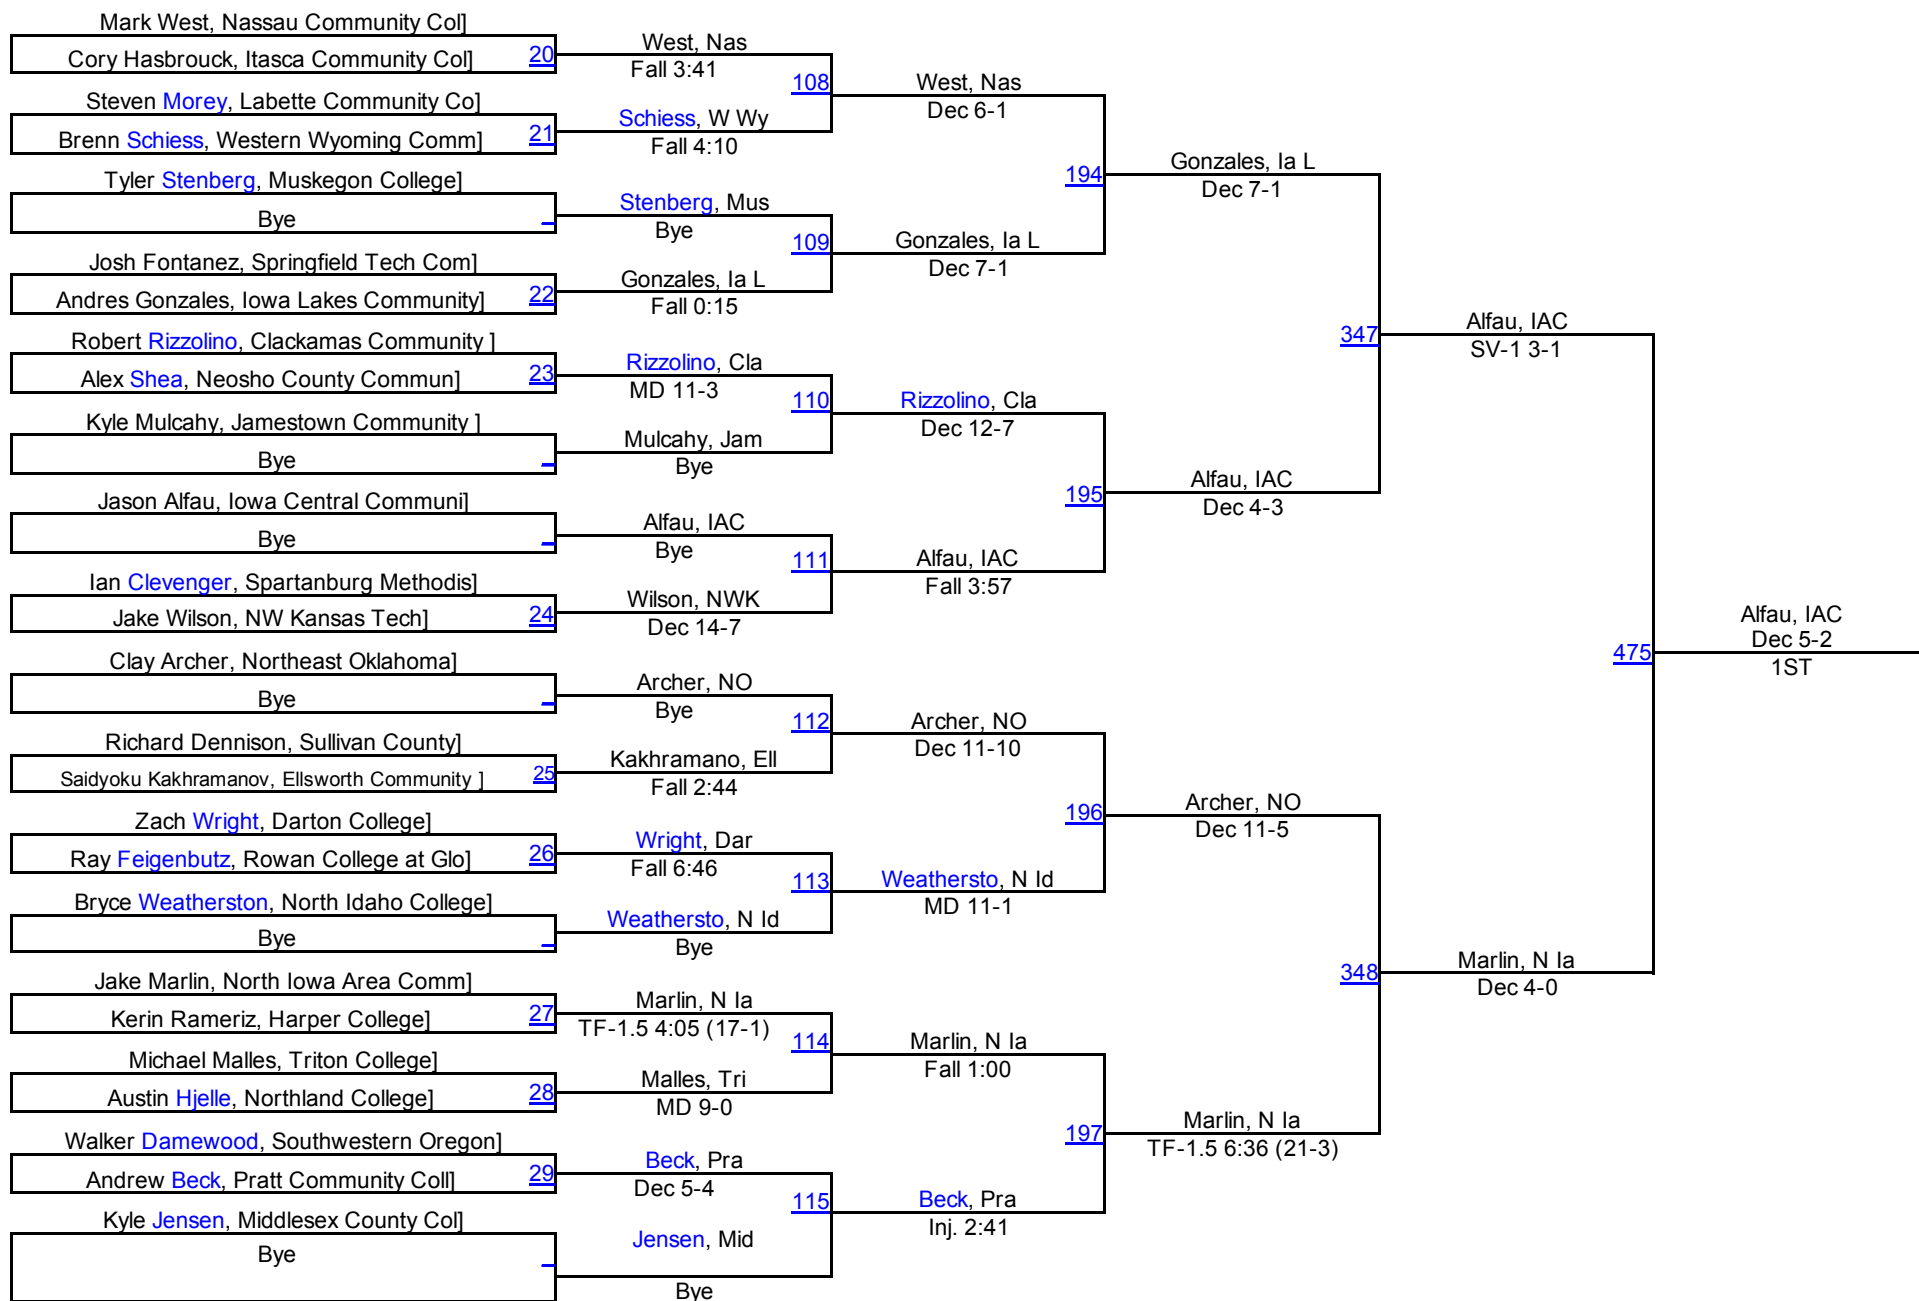 Mark West, Nassau Community Col]
Cory Hasbrouck, Itasca Community Col]
20
Steven Morey, Labette Community Co]
Brenn Schiess, Western Wyoming Comm]
21
Tyler Stenberg, Muskegon College]
Bye
Josh Fontanez, Springfield Tech Com]
Andres Gonzales, Iowa Lakes Community]
22
Robert Rizzolino, Clackamas Community ]
Alex Shea, Neosho County Commun]
23
Kyle Mulcahy, Jamestown Community ]
Bye
Jason Alfau, Iowa Central Communi]
Bye
Ian Clevenger, Spartanburg Methodis]
Jake Wilson, NW Kansas Tech]
24
Clay Archer, Northeast Oklahoma]
Bye
Richard Dennison, Sullivan County]
Saidyoku Kakhramanov, Ellsworth Community ]
25
Zach Wright, Darton College]
Ray Feigenbutz, Rowan College at Glo]
26
Bryce Weatherston, North Idaho College]
Bye
Jake Marlin, North Iowa Area Comm]
Kerin Rameriz, Harper College]
27
Michael Malles, Triton College]
Austin Hjelle, Northland College]
28
Walker Damewood, Southwestern Oregon]
Andrew Beck, Pratt Community Coll]
29
Kyle Jensen, Middlesex County Col]
Bye
West, Nas
Fall 3:41
108
Schiess, W Wy
Fall 4:10
Stenberg, Mus
Bye
109
Gonzales, Ia L
Fall 0:15
Rizzolino, Cla
MD 11-3
110
Mulcahy, Jam
Bye
Alfau, IAC
Bye
111
Wilson, NWK
Dec 14-7
Archer, NO
Bye
112
Kakhramano, Ell
Fall 2:44
Wright, Dar
Fall 6:46
113
Weathersto, N Id
Bye
Marlin, N Ia
TF-1.5 4:05 (17-1)
114
Malles, Tri
MD 9-0
Beck, Pra
Dec 5-4
115
Jensen, Mid
Bye
West, Nas
Dec 6-1
194
Gonzales, Ia L
Dec 7-1
Rizzolino, Cla
Dec 12-7
195
Alfau, IAC
Fall 3:57
Archer, NO
Dec 11-10
196
Weathersto, N Id
MD 11-1
Marlin, N Ia
Fall 1:00
197
Beck, Pra
Inj. 2:41
Gonzales, Ia L
Dec 7-1
347
Alfau, IAC
Dec 4-3
Archer, NO
Dec 11-5
348
Marlin, N Ia
TF-1.5 6:36 (21-3)
Alfau, IAC
SV-1 3-1
475
Marlin, N Ia
Dec 4-0
Alfau, IAC
Dec 5-2
1ST